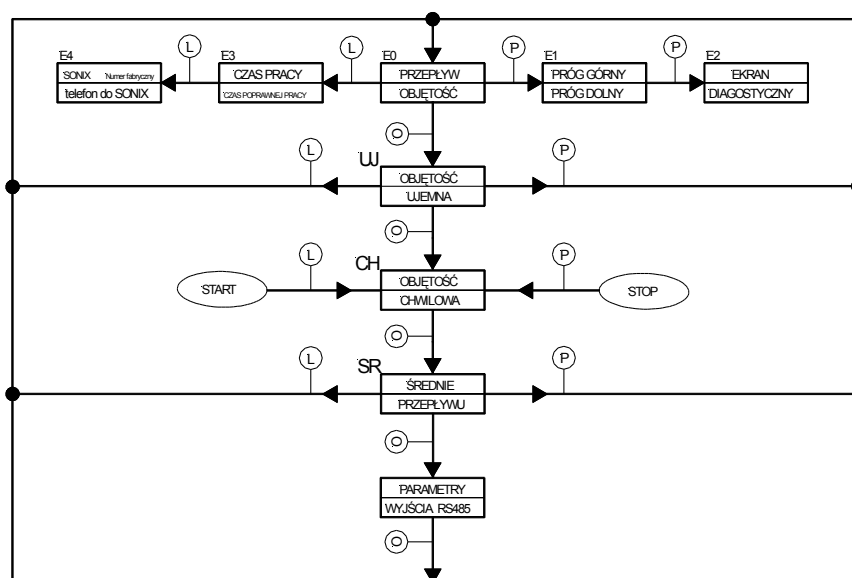 L
L
P
P
E4
E3
E0
E1
E2
SONIX Numer fabryczny
telefon do SONIX
CZAS PRACY
CZAS POPRAWNEJ PRACY
PRZEPŁYW
OBJĘTOŚĆ
PRÓG GÓRNY
PRÓG DOLNY
EKRAN
DIAGOSTYCZNY
O
L
UJ
P
OBJĘTOŚĆ
UJEMNA
O
L
CH
P
START
OBJĘTOŚĆ
CHWILOWA
STOP
O
L
SR
P
ŚREDNIE
PRZEPŁYWU
O
PARAMETRY
WYJŚCIA RS485
O